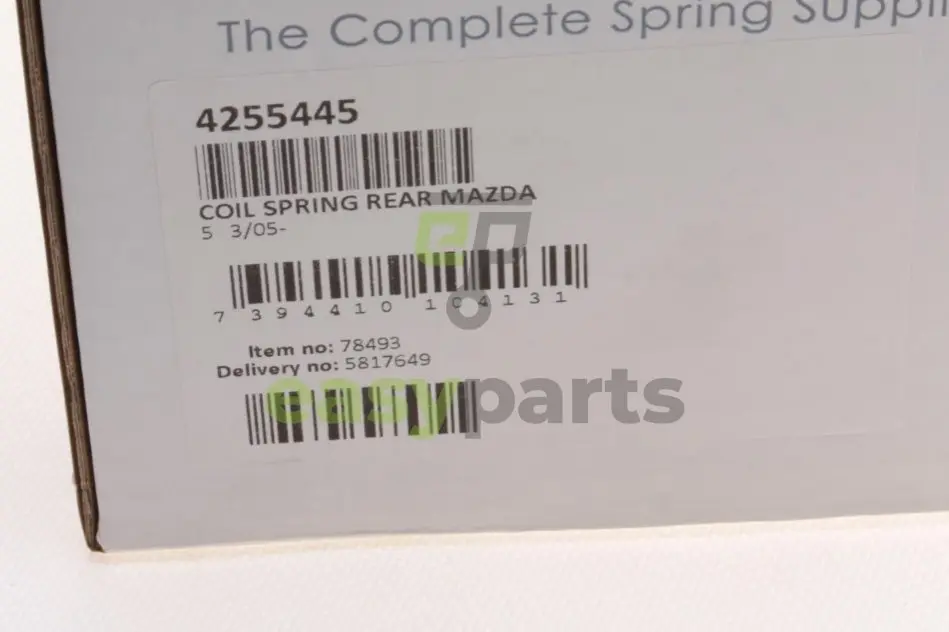 The Complete Spring
4255445
COIL SPRING REAR MAZDA
5 3/05-
7 394410 104131
Item no: 78493
Delivery no: 5817649
easyparts